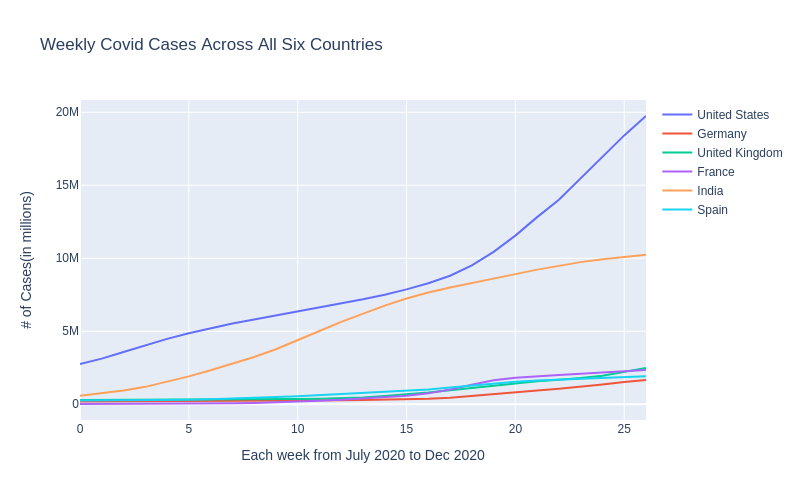 Weekly Covid Cases Across All Six Countries
20M
15M
10M
5M
0
0
5
10
15
20
25
# of Cases(in millions)
Each week from July 2020 to Dec 2020
United States
Germany
United Kingdom
France
India
Spain